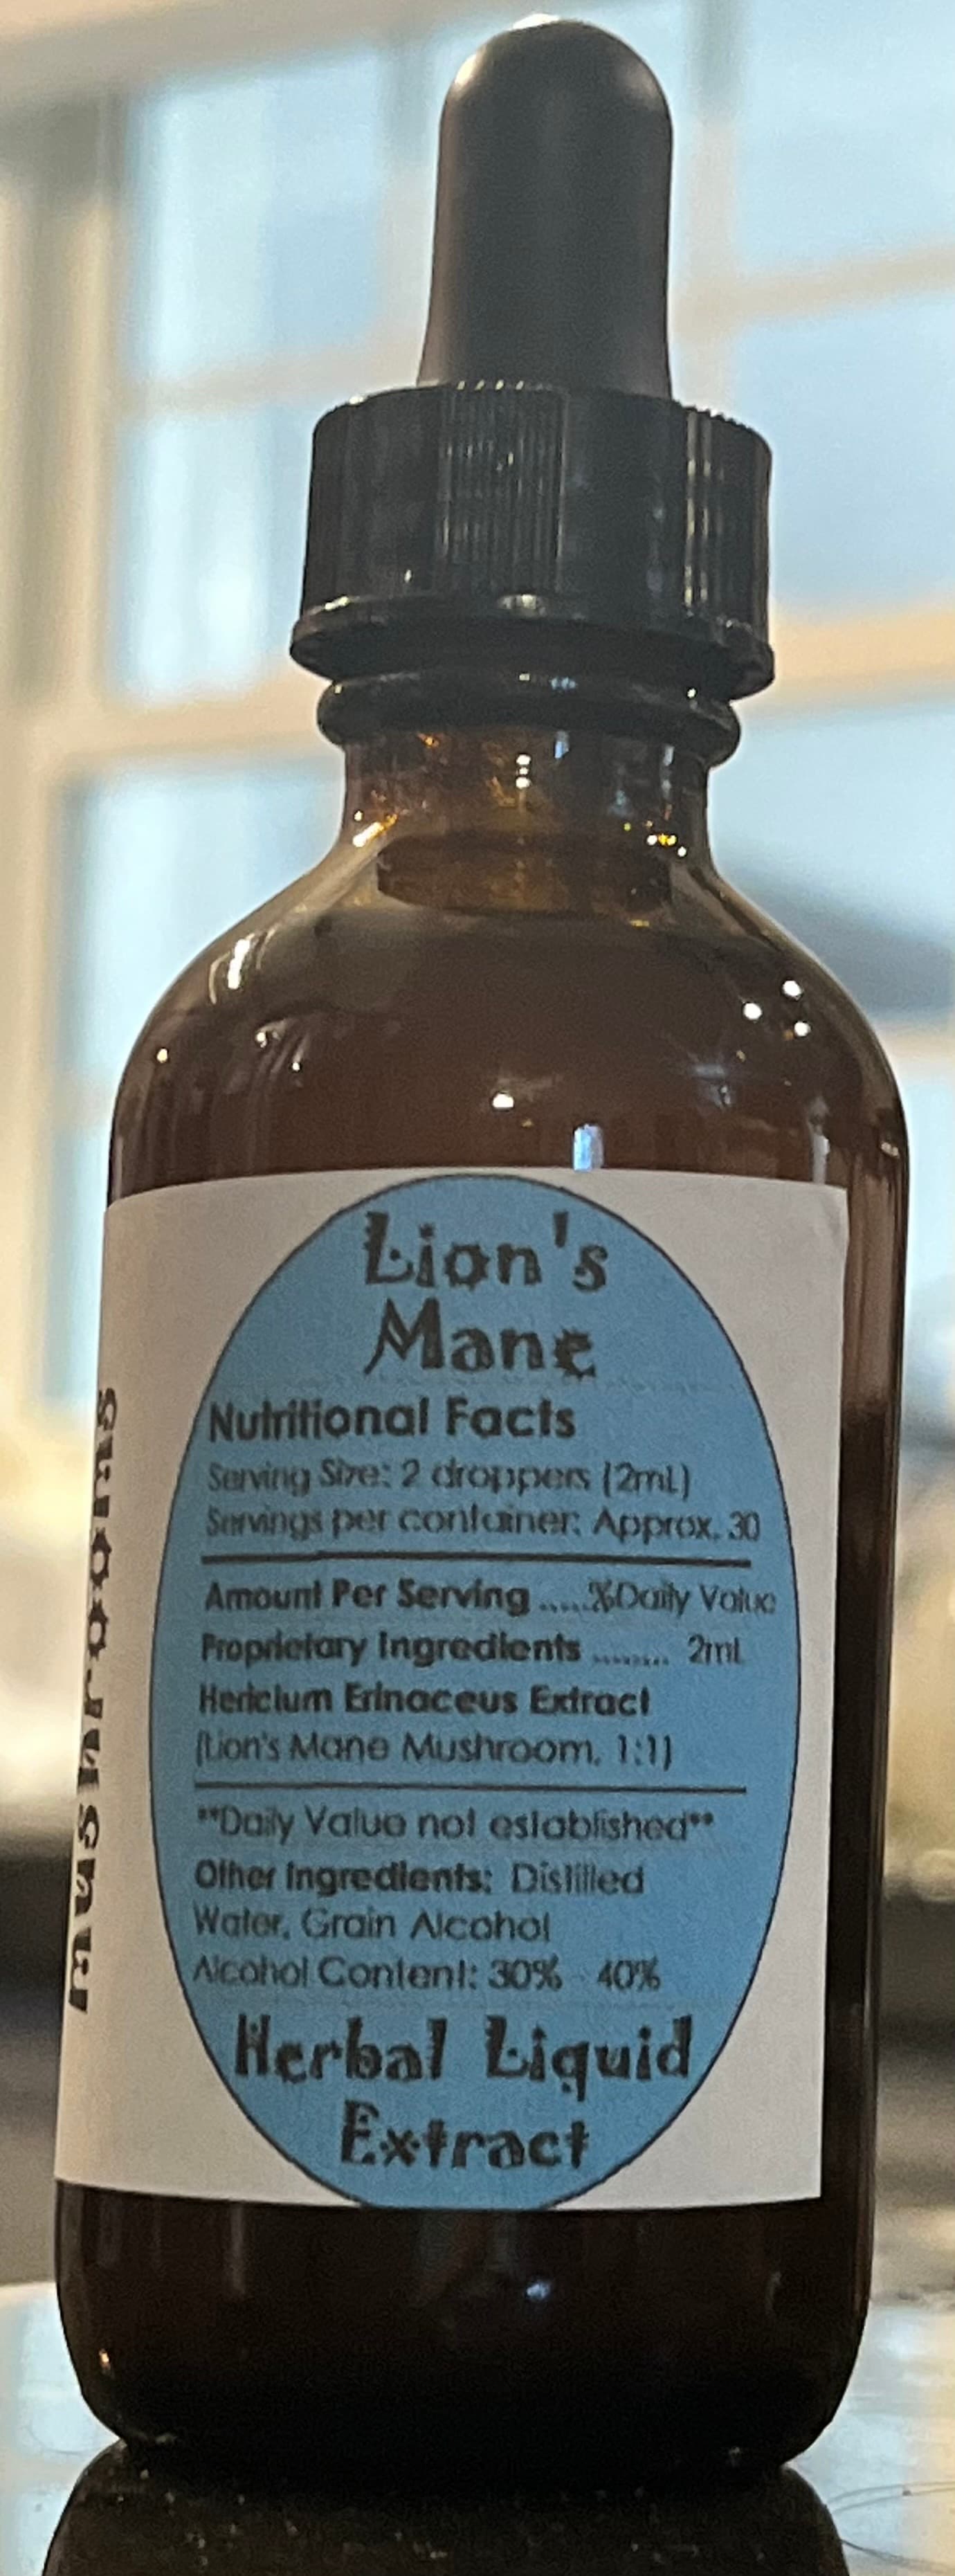 Lion's
Mane
Nutritional Facts
Serving Size: 2 droppers (2mL)
Servings per container: Approx. 30
Amount Per Serving .....%Daily Value
Proprietary Ingredients ........ 2mL
Hericium Erinaceus Extract
(Lion's Mane Mushroom, 1:1)
**Daily Value not established**
Other Ingredients: Distilled
Water, Grain Alcohol
Alcohol Content: 30% - 40%
Herbal Liquid
Extract